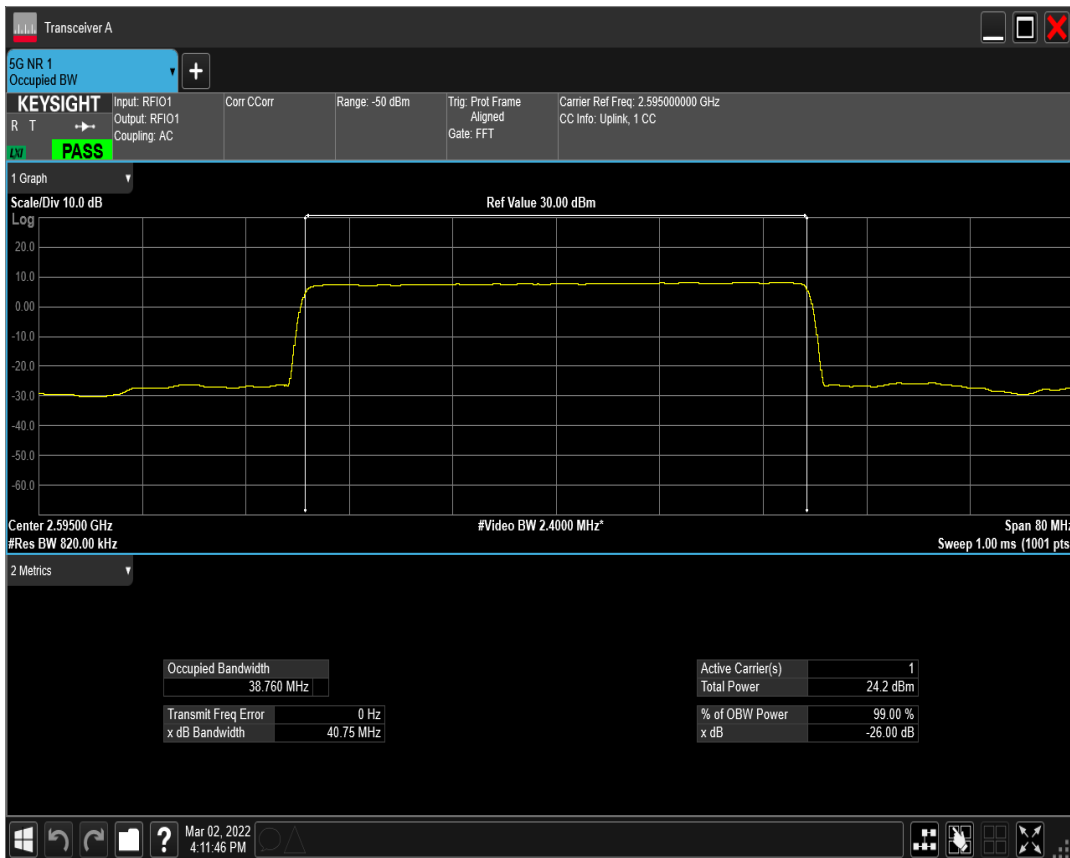 Transceiver A
5G NR 1
Occupied BW
KEYSIGHT
R T
LXI
PASS
Input: RFIO1
Output: RFIO1
Coupling: AC
Corr CCorr
Range: -50 dBm
Trig: Prot Frame
Aligned
Gate: FFT
Carrier Ref Freq: 2.595000000 GHz
CC Info: Uplink, 1 CC
1 Graph
Scale/Div 10.0 dB
Ref Value 30.00 dBm
Log
20.0
10.0
0.00
-10.0
-20.0
-30.0
-40.0
-50.0
-60.0
Center 2.59500 GHz
#Video BW 2.4000 MHz*
Span 80 MHz
#Res BW 820.00 kHz
Sweep 1.00 ms (1001 pts
2 Metrics
Occupied Bandwidth
38.760 MHz
Transmit Freq Error 0 Hz
x dB Bandwidth 40.75 MHz
Active Carrier(s) 1
Total Power 24.2 dBm
% of OBW Power 99.00 %
x dB -26.00 dB
?
Mar 02, 2022
4:11:46 PM